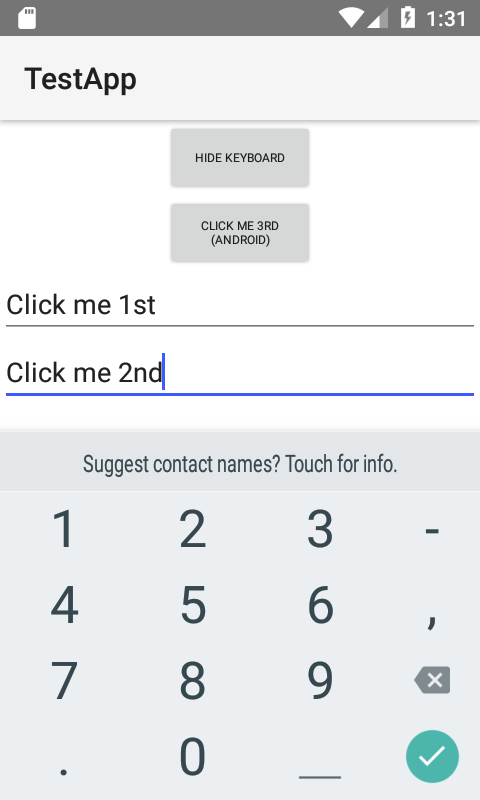 1:31
TestApp
HIDE KEYBOARD
CLICK ME 3RD
(ANDROID)
Click me 1st
Click me 2nd
Suggest contact names? Touch for info.
1 2 3 -
4 5 6 ,
7 8 9
. 0 _